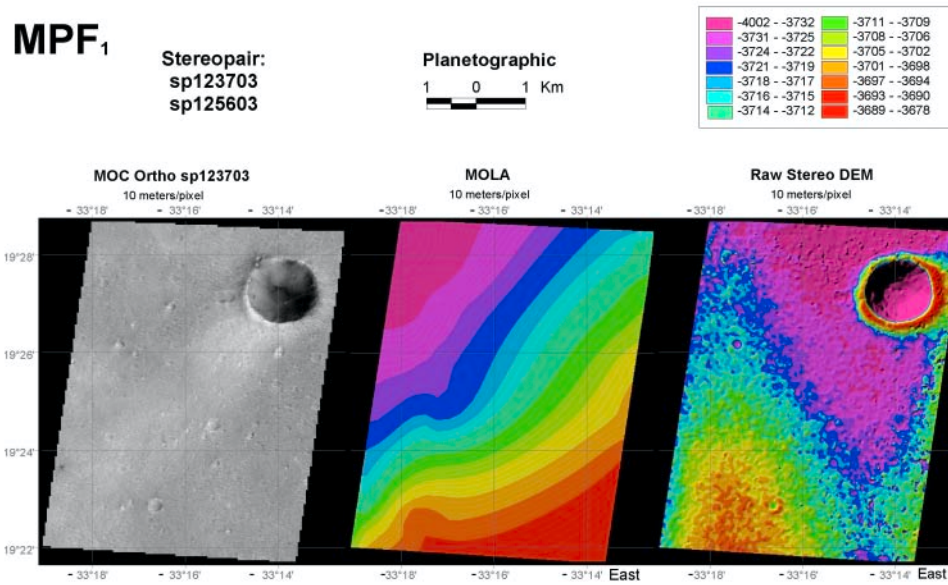 MPF1
Stereopair:
sp123703
sp125603
Planetographic
1 0 1 Km
-4002 - -3732
-3731 - -3725
-3724 - -3722
-3721 - -3719
-3718 - -3717
-3716 - -3715
-3714 - -3712
-3711 - -3709
-3708 - -3706
-3705 - -3702
-3701 - -3698
-3697 - -3694
-3693 - -3690
-3689 - -3678
MOC Ortho sp123703
10 meters/pixel
- 33°18' - 33°16' - 33°14'
MOLA
10 meters/pixel
- 33°18' - 33°16' - 33°14'
Raw Stereo DEM
10 meters/pixel
- 33°18' - 33°16' - 33°14'
19°28'
19°26'
19°24'
19°22'
- 33°18' - 33°16' - 33°14'
- 33°18' - 33°16' - 33°14' East
- 33°18' - 33°16' - 33°14' East